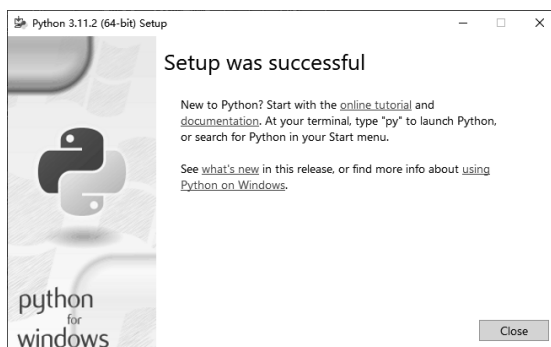 Python 3.11.2 (64-bit) Setup
Setup was successful
New to Python? Start with the online tutorial and
documentation. At your terminal, type "py" to launch Python,
or search for Python in your Start menu.
See what's new in this release, or find more info about using
Python on Windows.
python
for
windows
Close